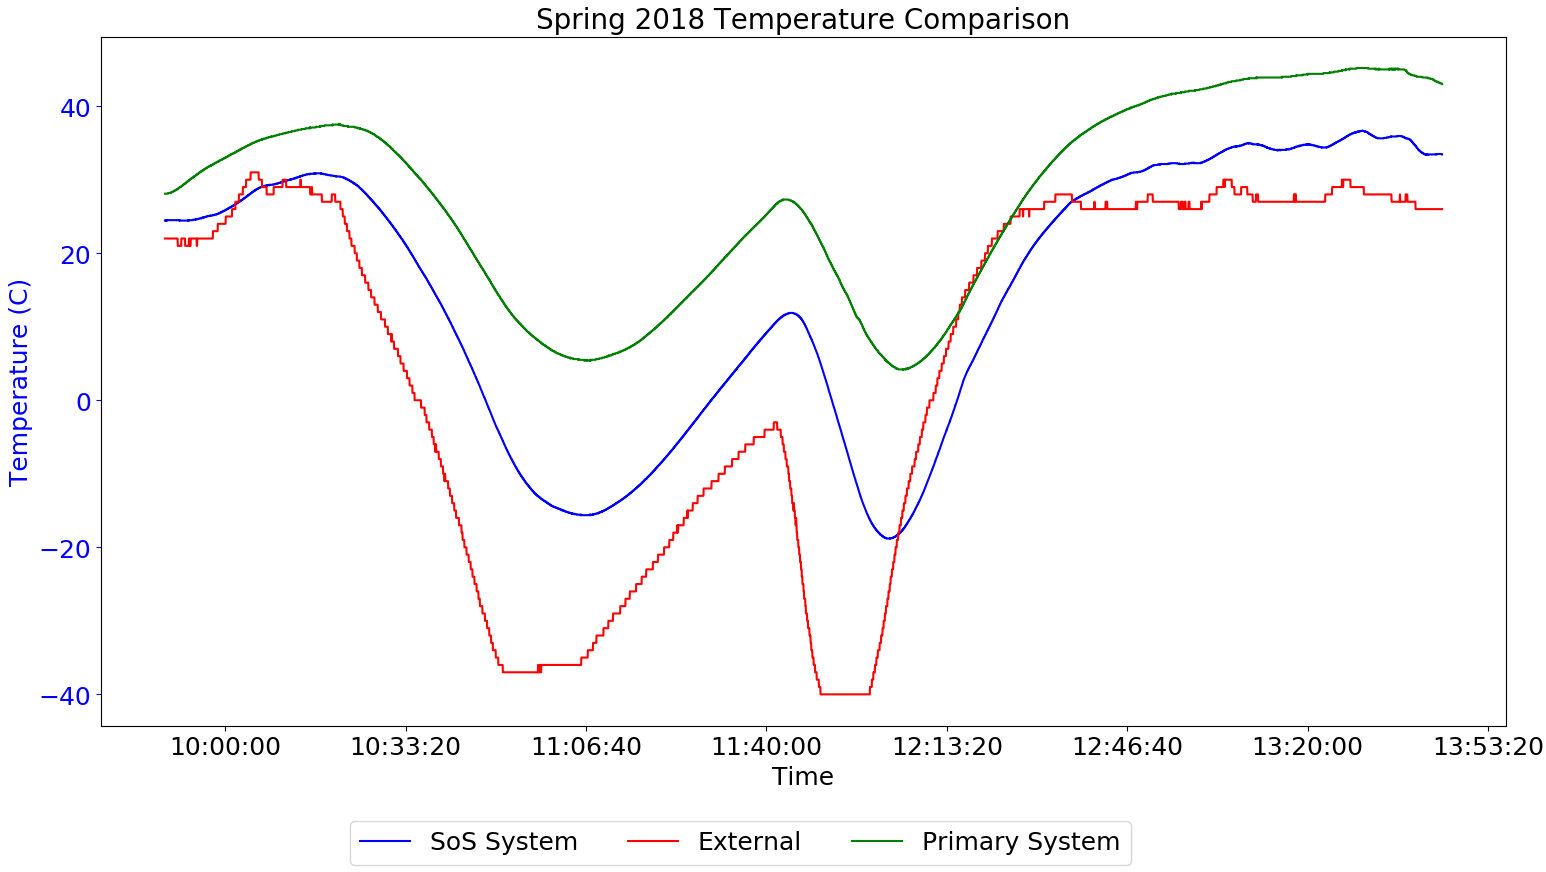 Spring 2018 Temperature Comparison
Temperature (C)
40
20
0
−20
−40
10:00:00 10:33:20 11:06:40 11:40:00 12:13:20 12:46:40 13:20:00 13:53:20
Time
SoS System External Primary System